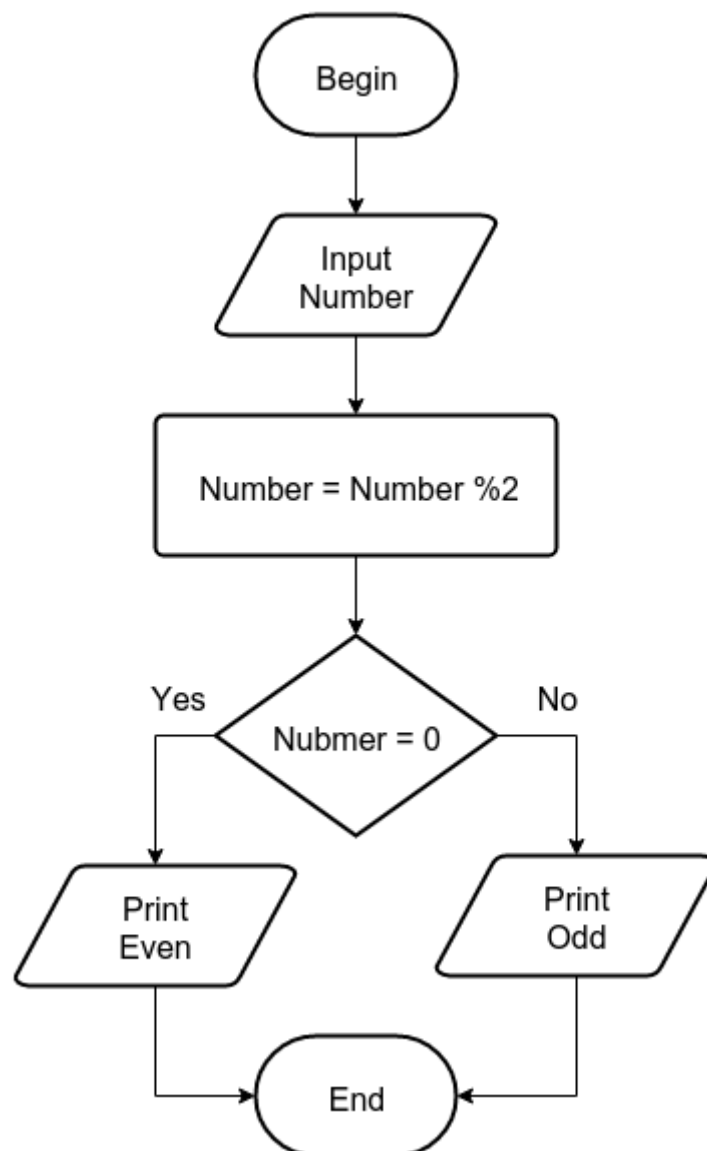 Begin
Input
Number
Number = Number %2
Yes
No
Nubmer = 0
Print
Even
Print
Odd
End